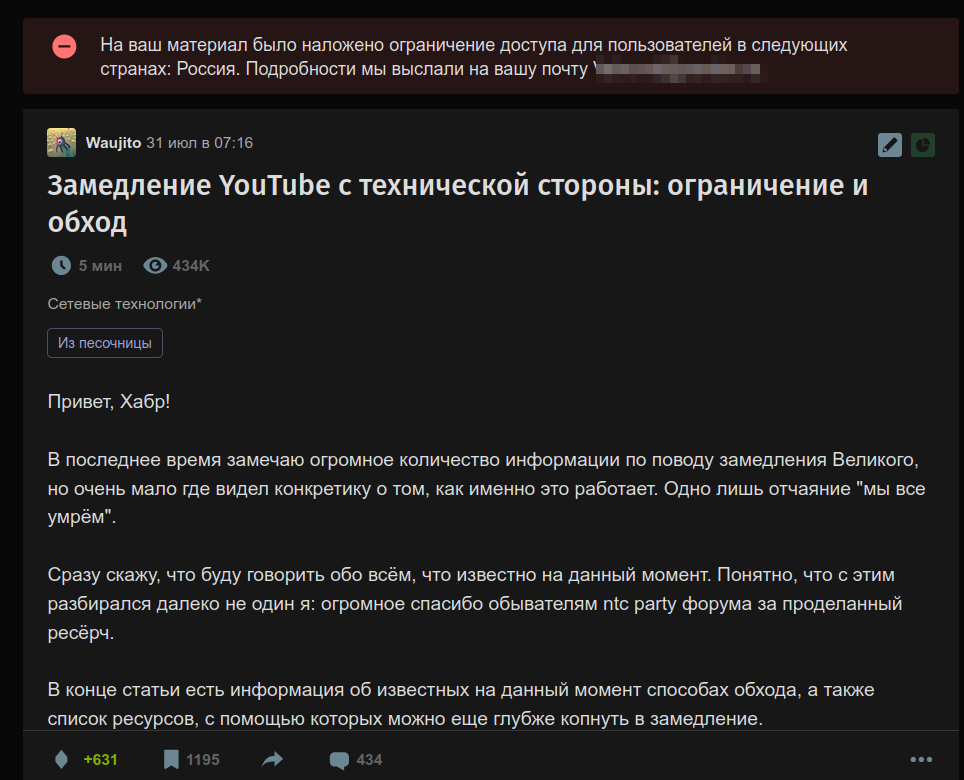 На ваш материал было наложено ограничение доступа для пользователей в следующих
странах: Россия. Подробности мы выслали на вашу почту
Waujito 31 июл в 07:16
Замедление YouTube с технической стороны: ограничение и
обход
5 мин 434K
Сетевые технологии*
Из песочницы
Привет, Хабр!
В последнее время замечаю огромное количество информации по поводу замедления Великого,
но очень мало где видел конкретику о том, как именно это работает. Одно лишь отчаяние "мы все
умрём".
Сразу скажу, что буду говорить обо всём, что известно на данный момент. Понятно, что с этим
разбирался далеко не один я: огромное спасибо обывателям ntc party форума за проделанный
ресёрч.
В конце статьи есть информация об известных на данный момент способах обхода, а также
список ресурсов, с помощью которых можно еще глубже копнуть в замедление.
+631 1195 434